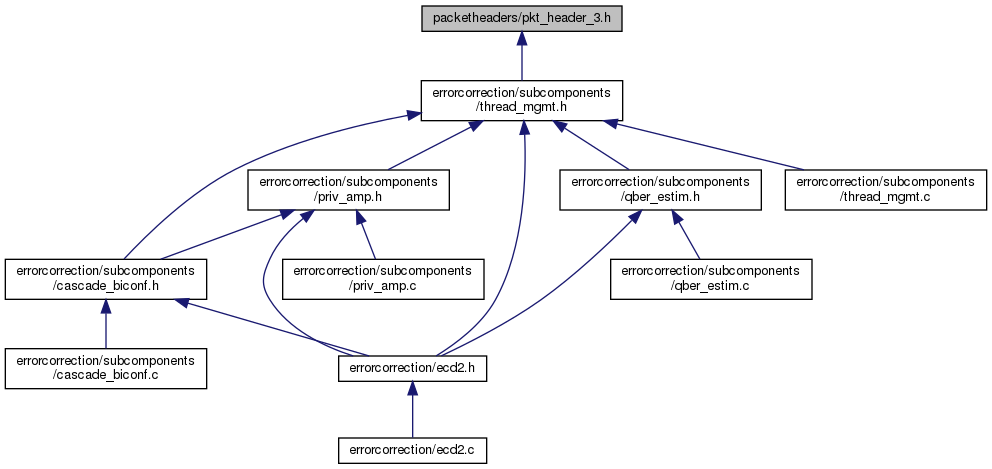 packetheaders/pkt_header_3.h
errorcorrection/subcomponents
/thread_mgmt.h
errorcorrection/subcomponents
/priv_amp.h
errorcorrection/subcomponents
/qber_estim.h
errorcorrection/subcomponents
/thread_mgmt.c
errorcorrection/subcomponents
/cascade_biconf.h
errorcorrection/subcomponents
/priv_amp.c
errorcorrection/subcomponents
/qber_estim.c
errorcorrection/subcomponents
/cascade_biconf.c
errorcorrection/ecd2.h
errorcorrection/ecd2.c